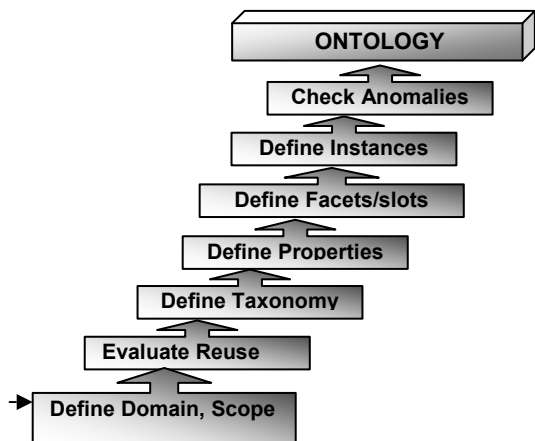 ONTOLOGY
Check Anomalies
Define Instances
Define Facets/slots
Define Properties
Define Taxonomy
Evaluate Reuse
Define Domain, Scope